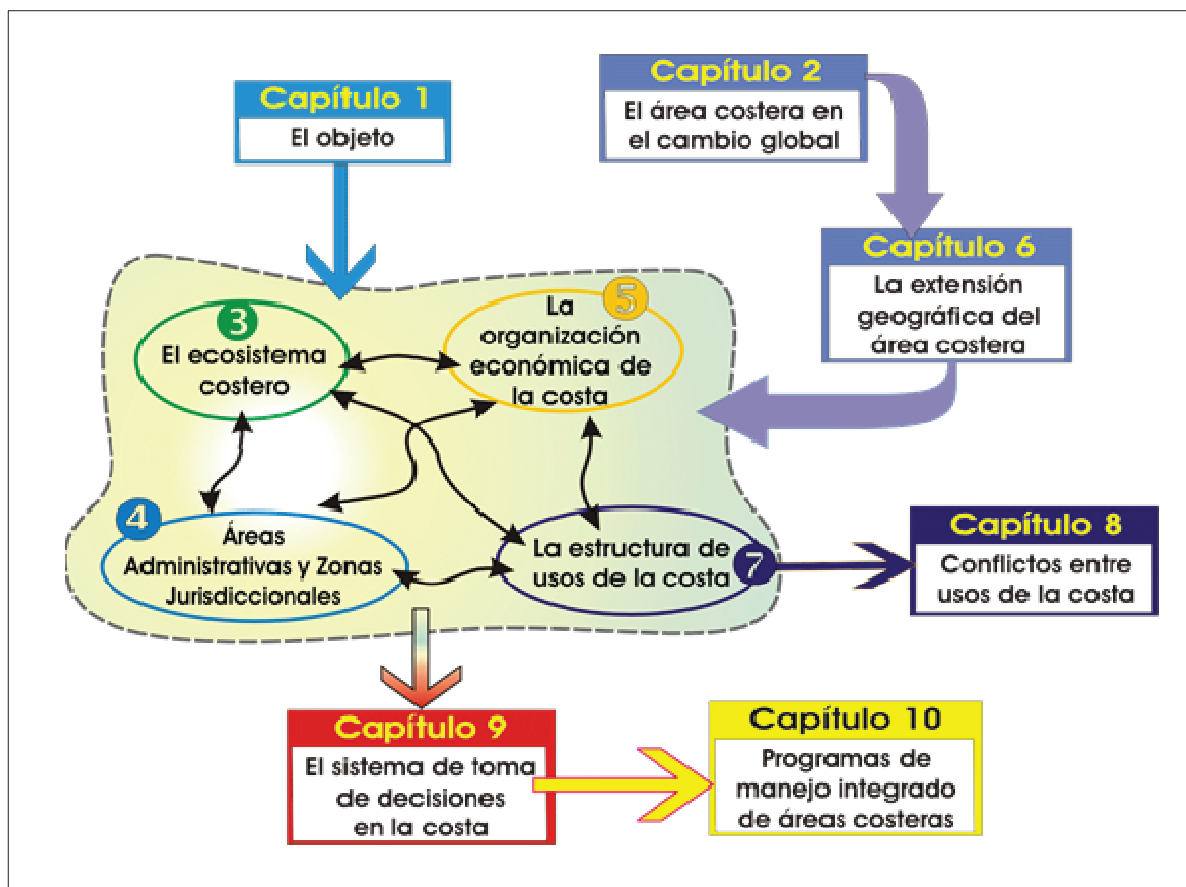 Capítulo 1
El objeto
Capítulo 2
El área costera en
el cambio global
Capítulo 6
La extensión
geográfica del
área costera
3
El ecosistema
costero
5
La
organización
económica de
la costa
4
Áreas
Administrativas y Zonas
Jurisdiccionales
La estructura de
usos de la costa
7
Capítulo 8
Conflictos entre
usos de la costa
Capítulo 9
El sistema de toma
de decisiones
en la costa
Capítulo 10
Programas de
manejo integrado
de áreas costeras